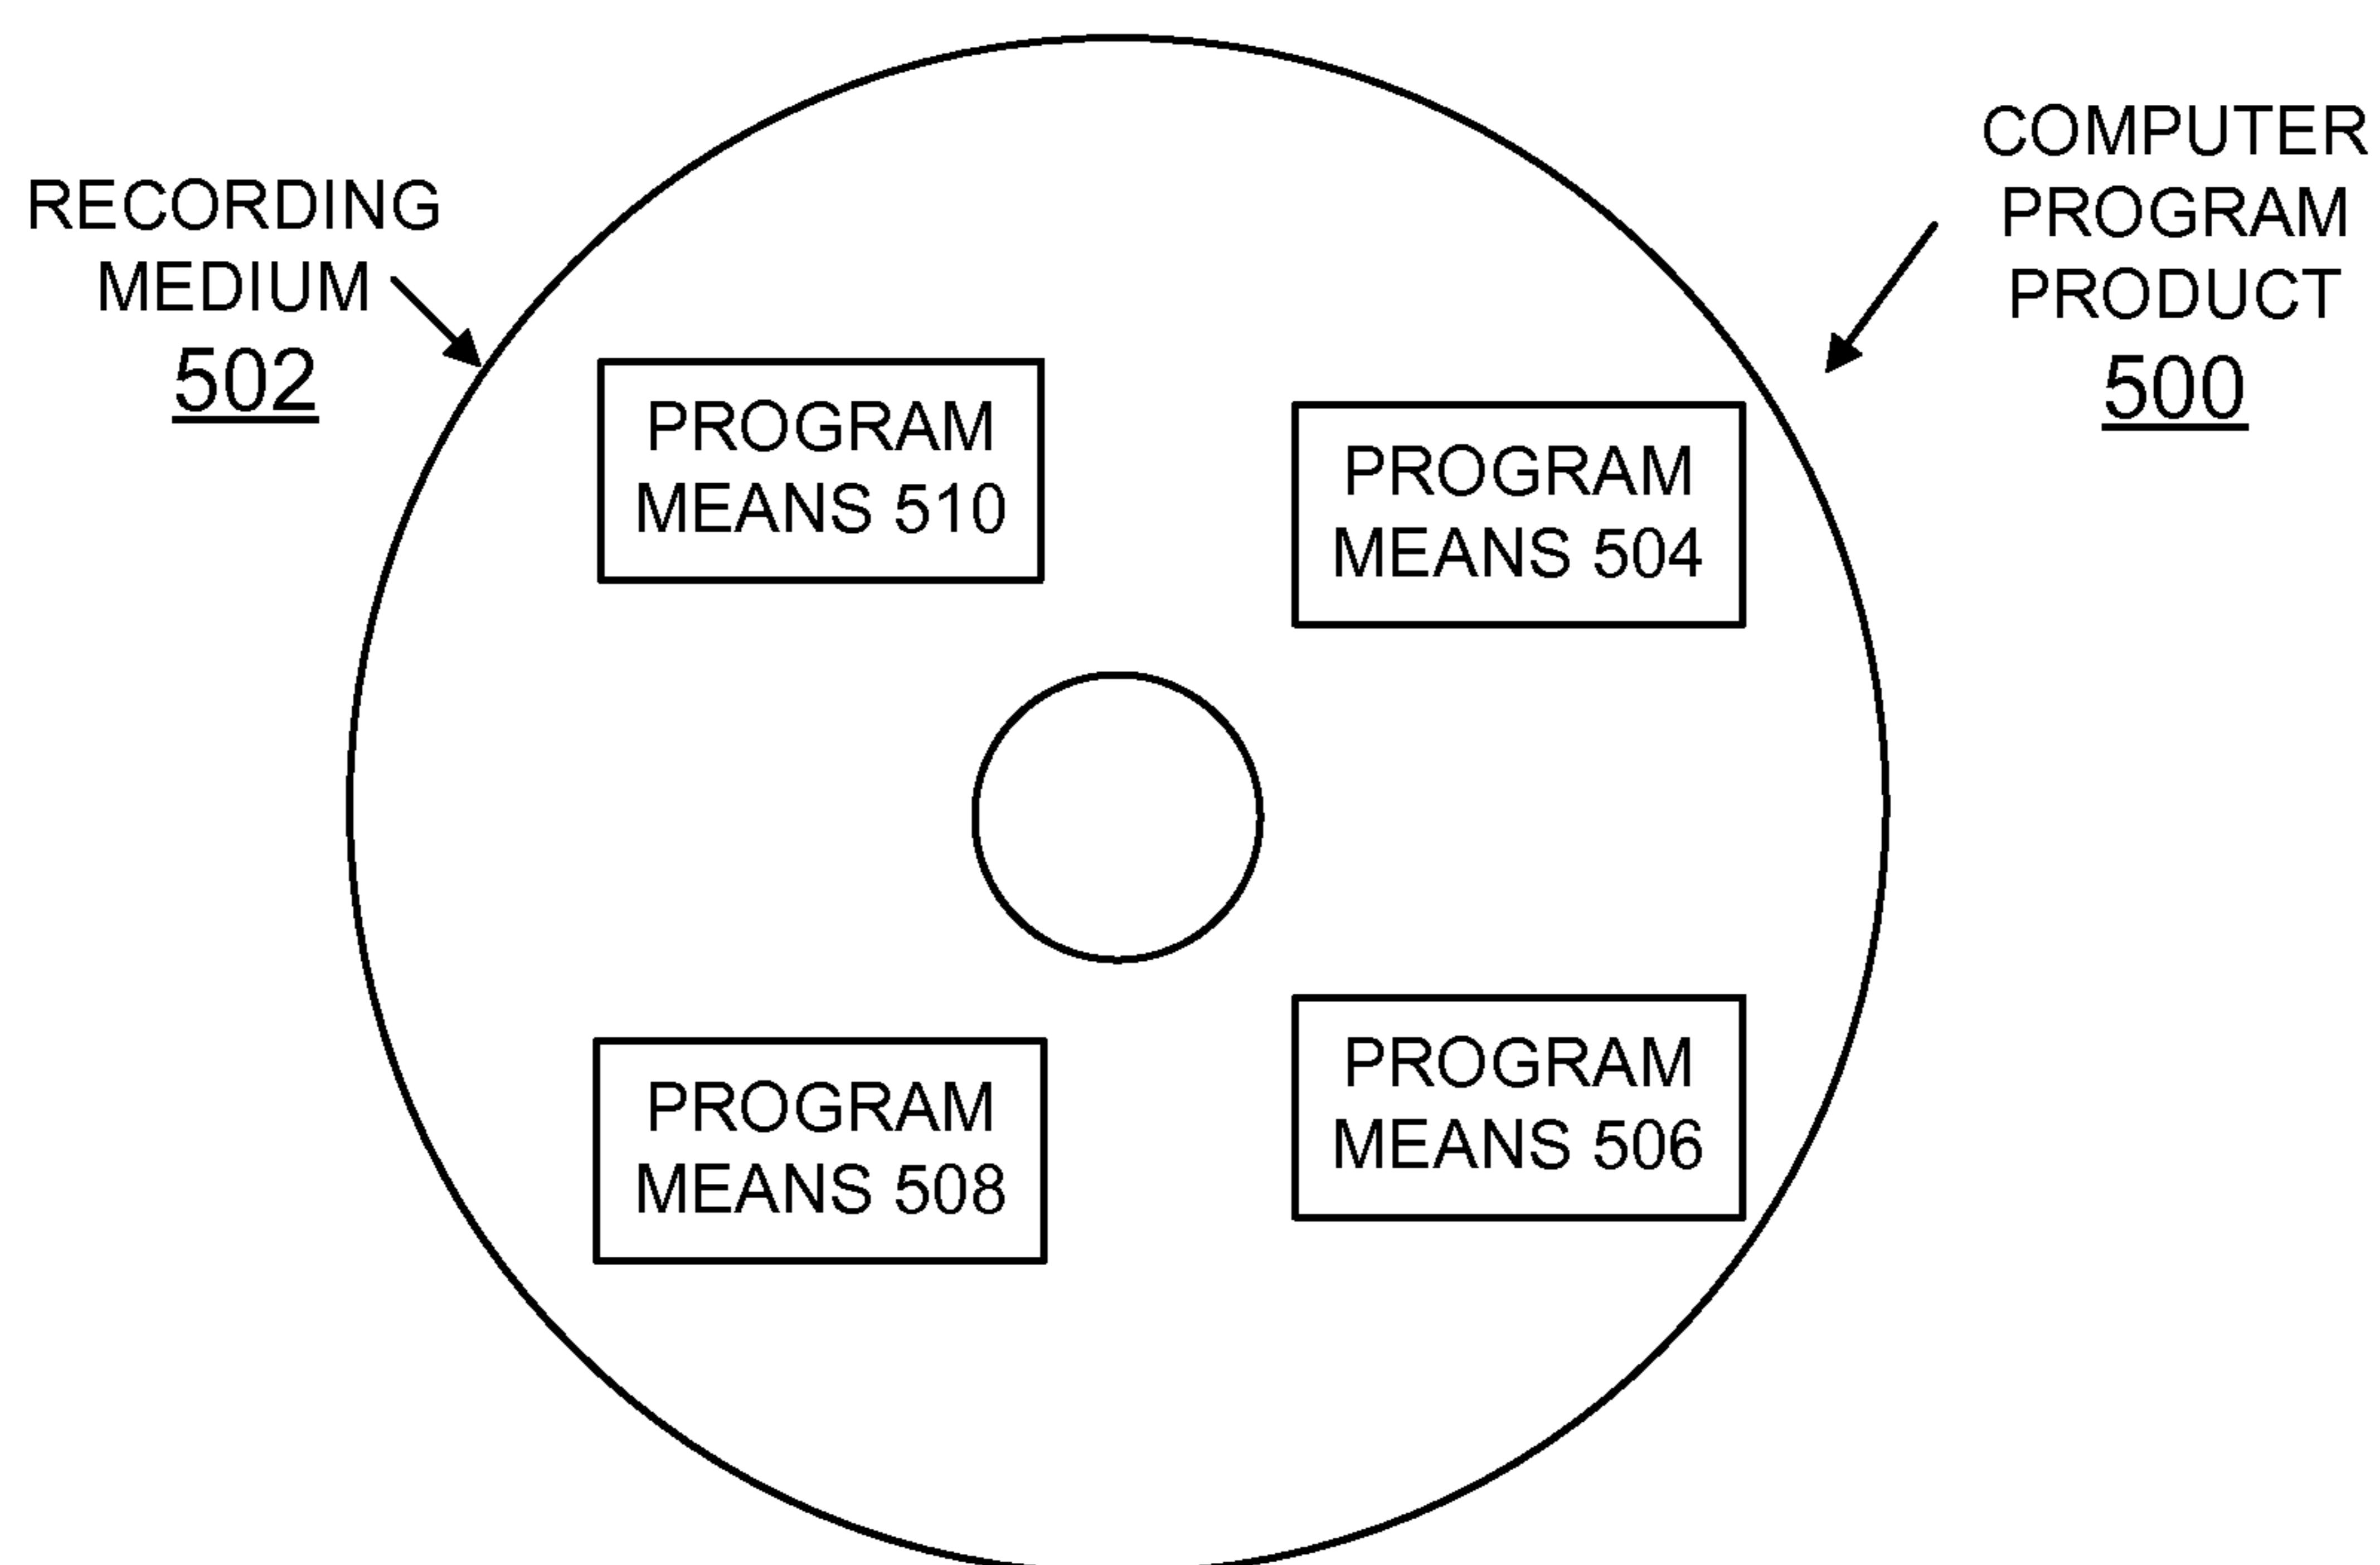 RECORDING
MEDIUM
502
COMPUTER
PROGRAM
PRODUCT
500
PROGRAM
MEANS 510
PROGRAM
MEANS 504
PROGRAM
MEANS 508
PROGRAM
MEANS 506